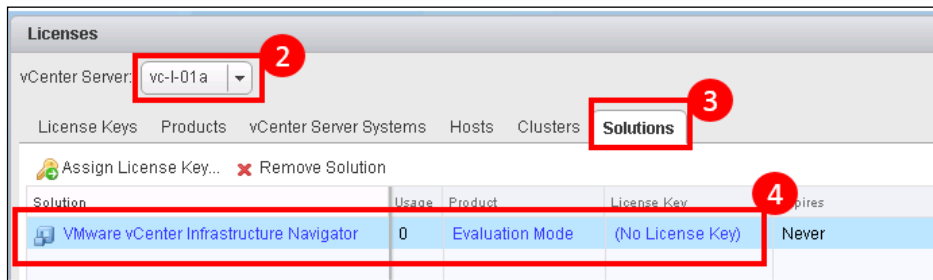 Licenses
2
vCenter Server: vc-l-01a
3
License Keys Products vCenter Server Systems Hosts Clusters Solutions
Assign License Key... Remove Solution
4
Solution Usage Product License Key pires
VMware vCenter Infrastructure Navigator 0 Evaluation Mode (No License Key) Never